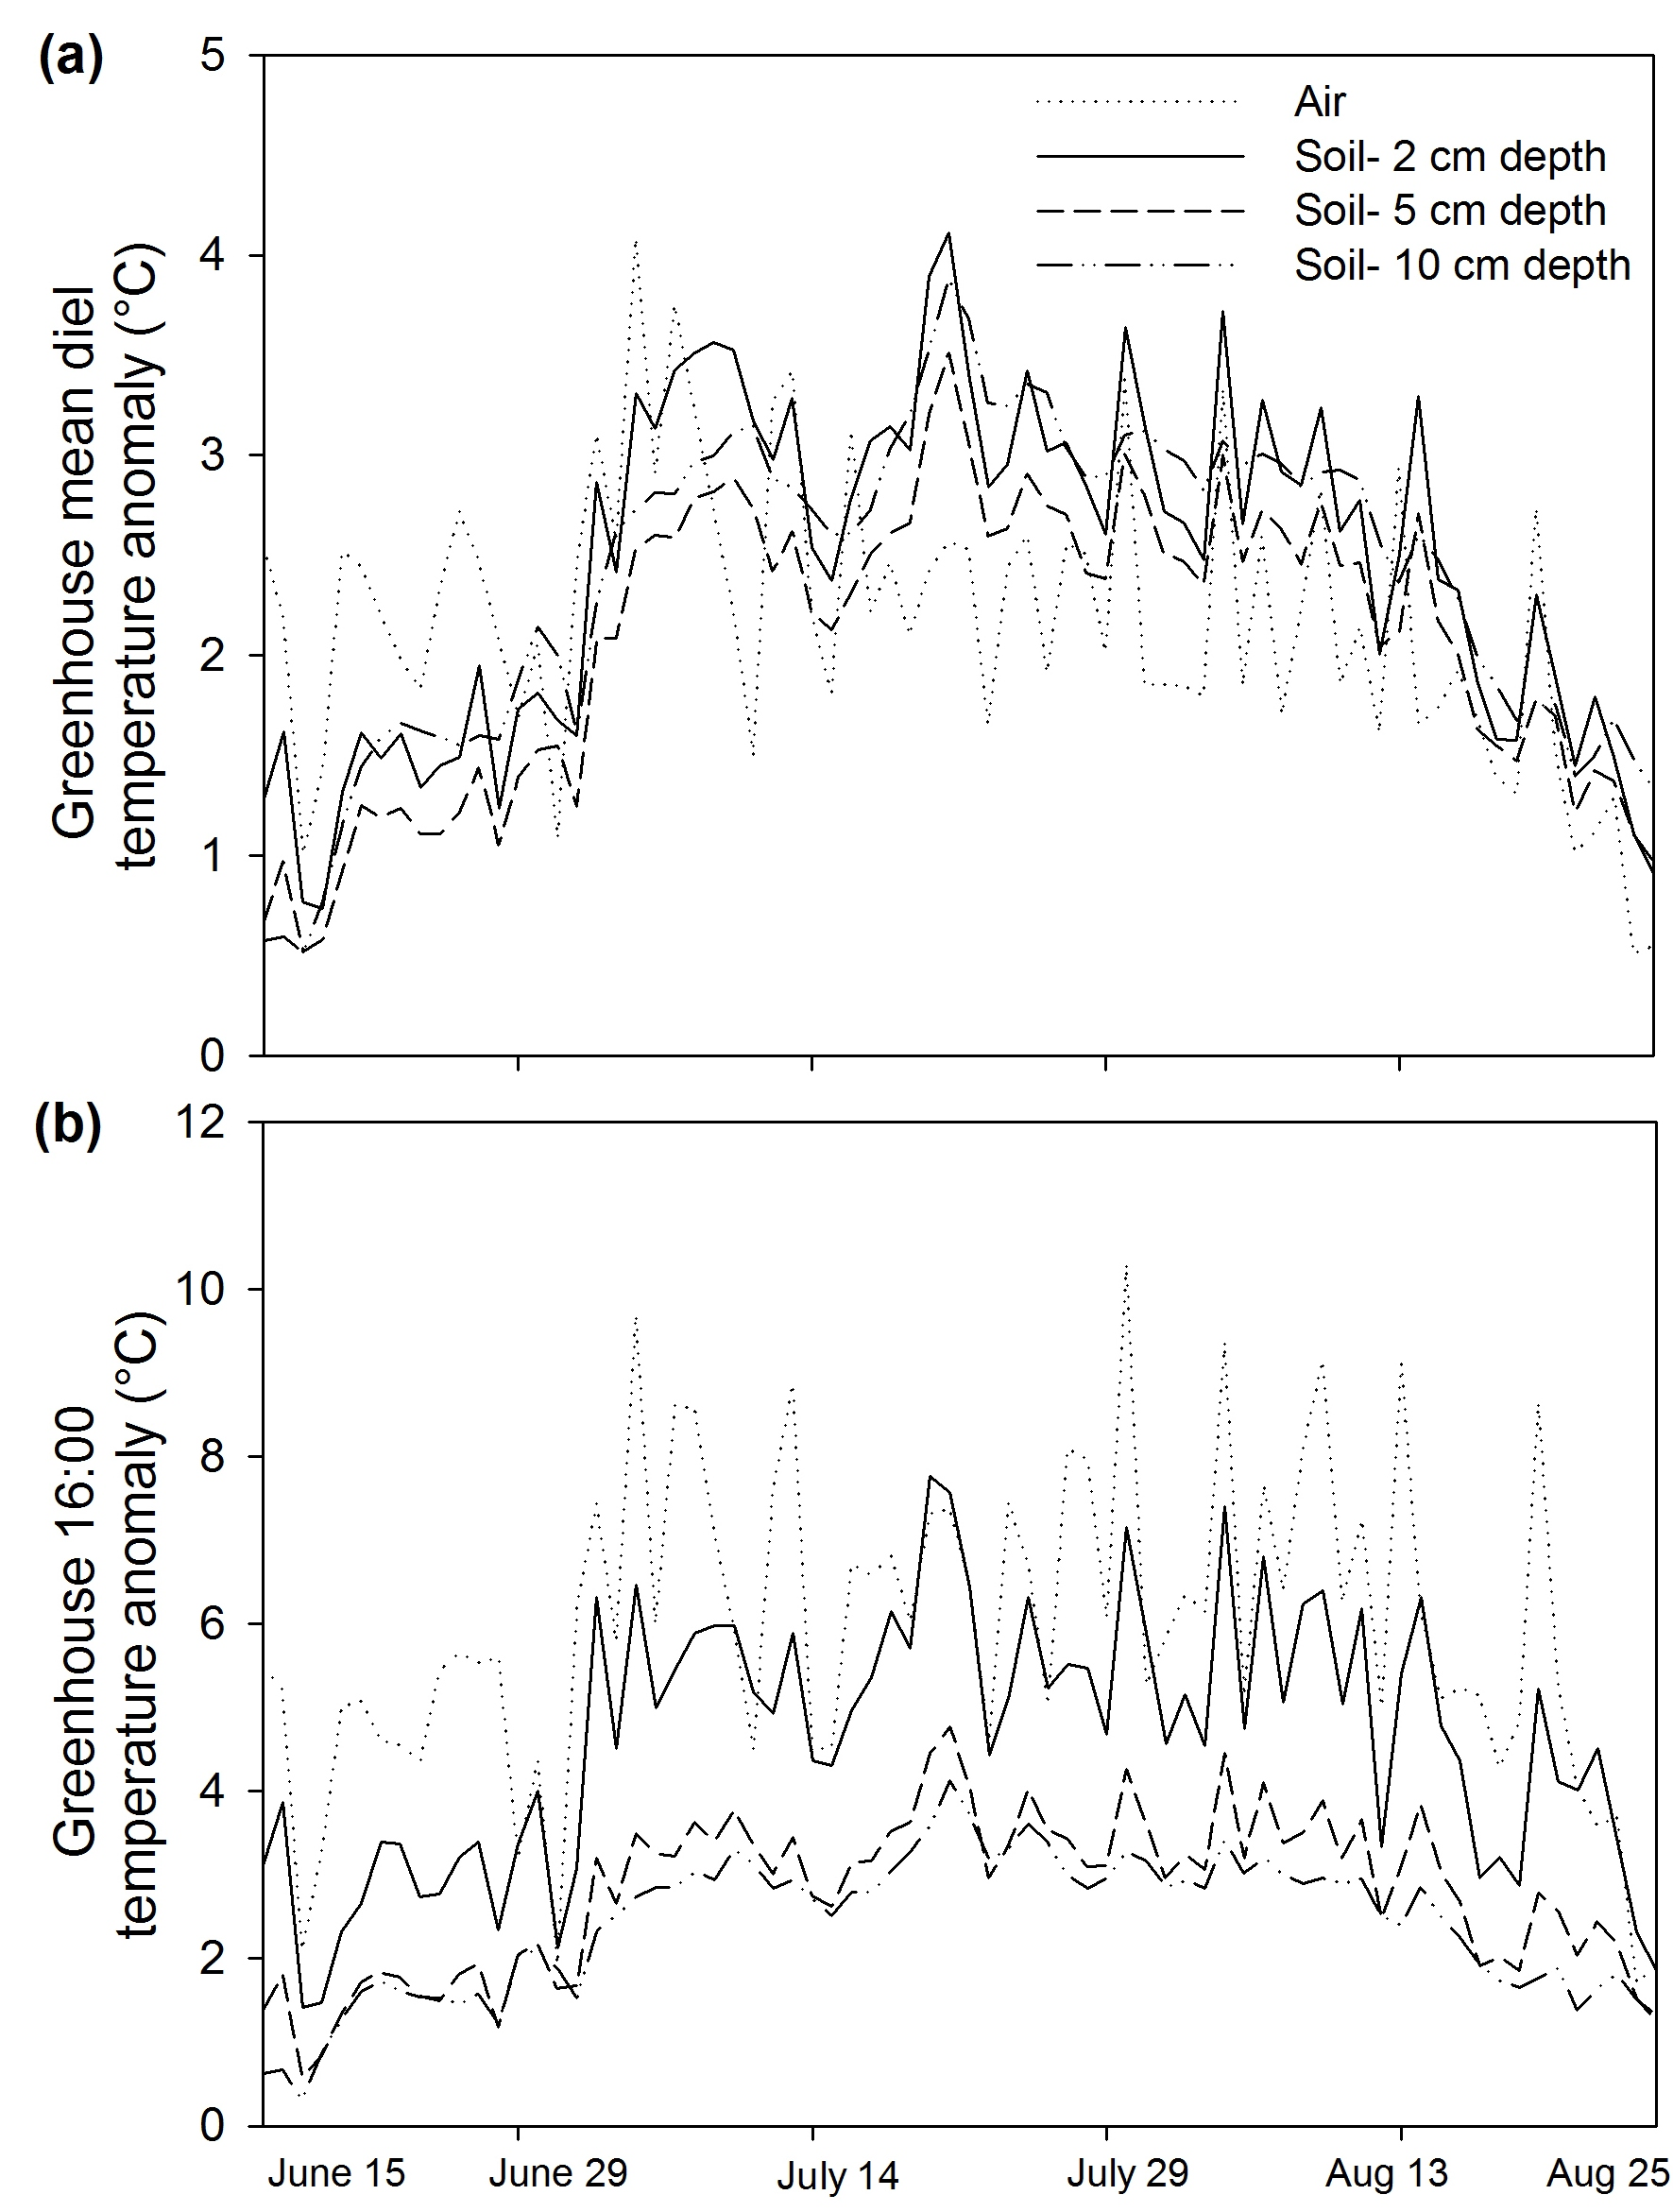 (a)
5
4
3
2
1
0
Greenhouse mean diel
temperature anomaly (°C)
Air
Soil- 2 cm depth
Soil- 5 cm depth
Soil- 10 cm depth
(b)
12
10
8
6
4
2
0
Greenhouse 16:00
temperature anomaly (°C)
June 15
June 29
July 14
July 29
Aug 13
Aug 25